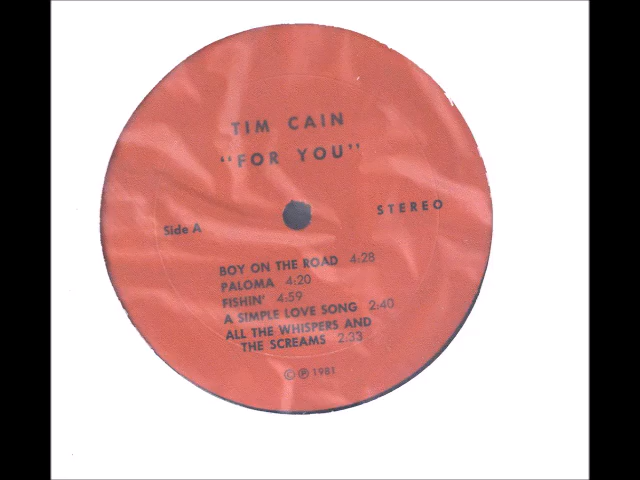 TIM CAIN
"FOR YOU"
STEREO
Side A
BOY ON THE ROAD 4:28
PALOMA 4:20
FISHIN' 4:59
A SIMPLE LOVE SONG 2:40
ALL THE WHISPERS AND
THE SCREAMS 2:33
© ℗ 1981